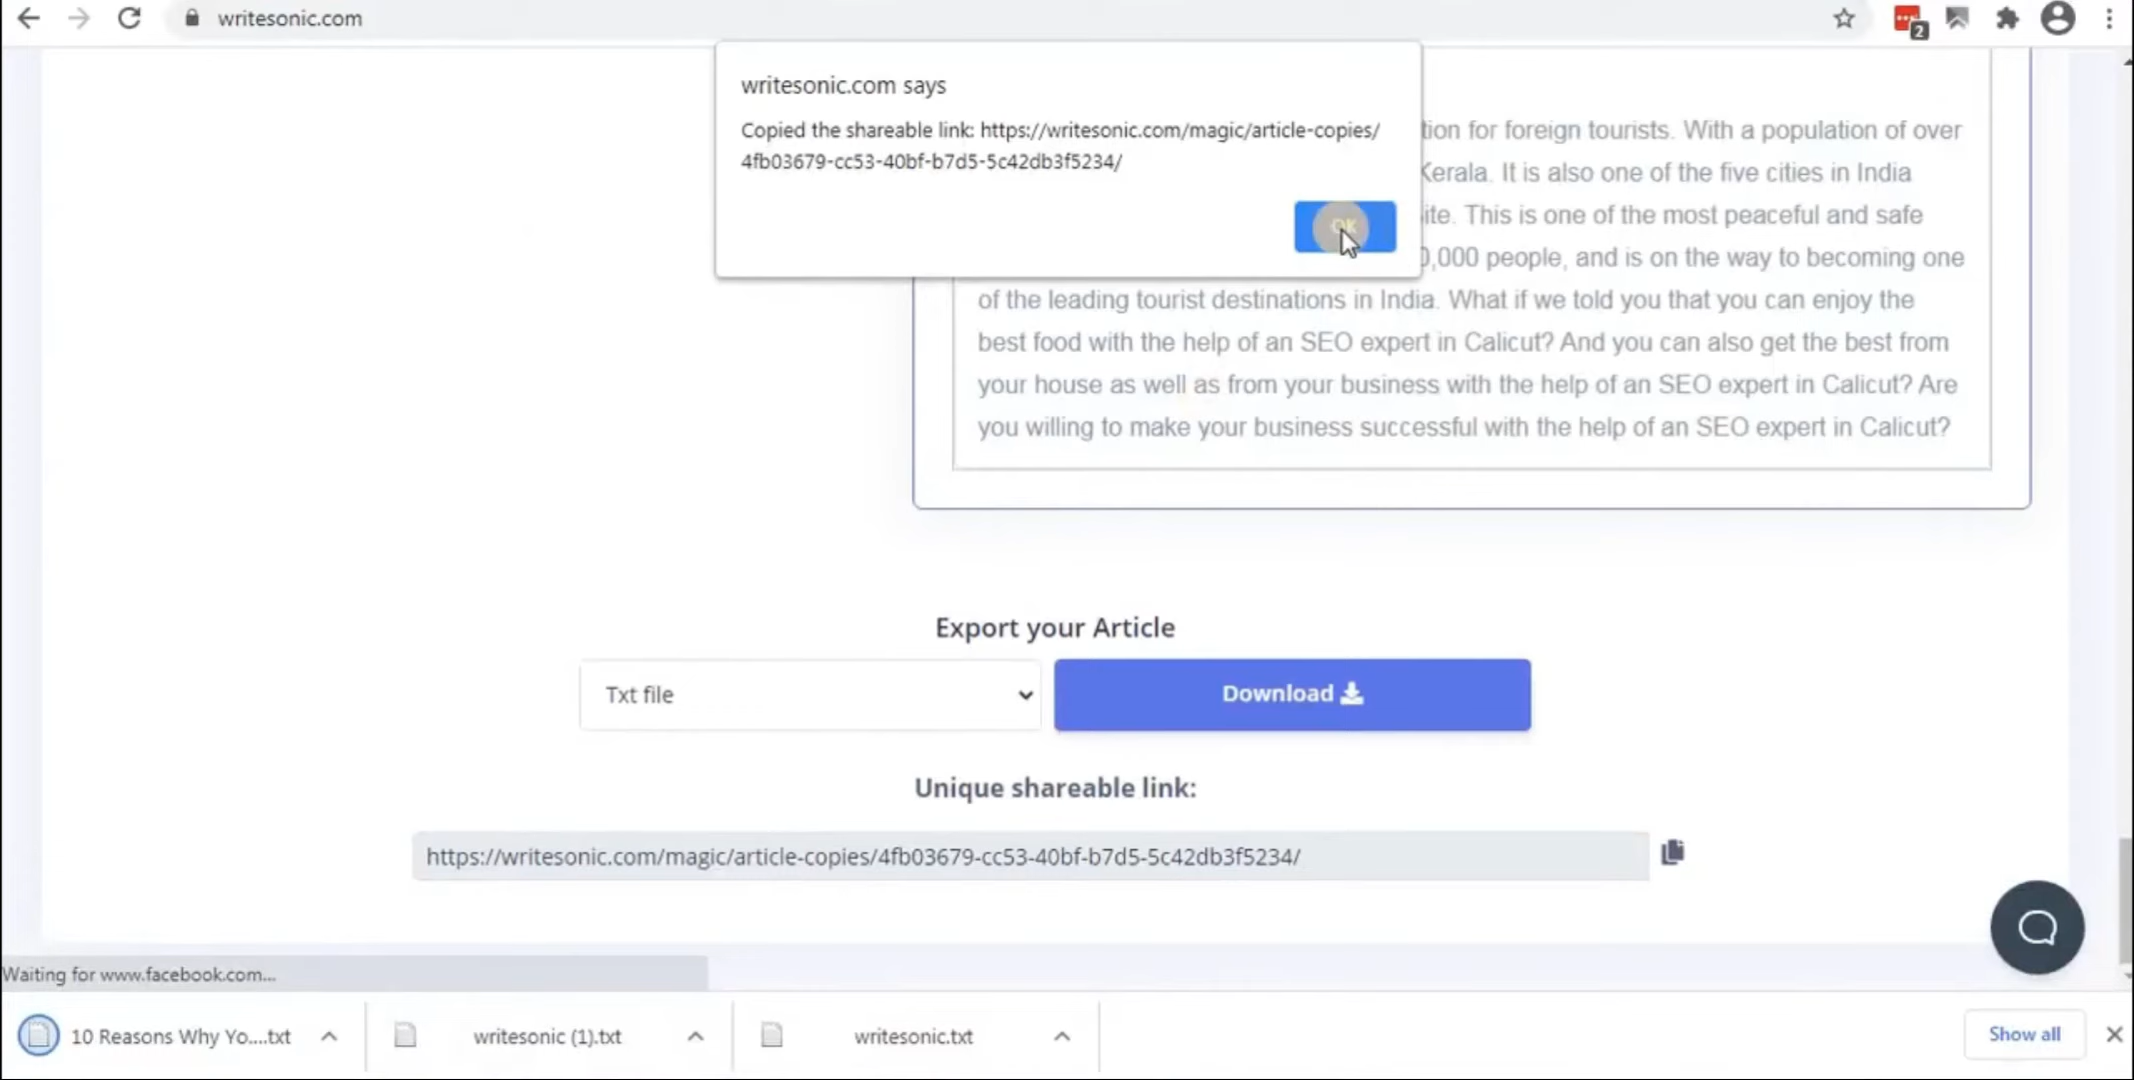 writesonic.com
2
writesonic.com says
Copied the shareable link: https://writesonic.com/magic/article-copies/
4fb03679-cc53-40bf-b7d5-5c42db3f5234/
OK
tion for foreign tourists. With a population of over
Kerala. It is also one of the five cities in India
ite. This is one of the most peaceful and safe
0,000 people, and is on the way to becoming one
of the leading tourist destinations in India. What if we told you that you can enjoy the
best food with the help of an SEO expert in Calicut? And you can also get the best from
your house as well as from your business with the help of an SEO expert in Calicut? Are
you willing to make your business successful with the help of an SEO expert in Calicut?
Export your Article
Txt file
Download
Unique shareable link:
https://writesonic.com/magic/article-copies/4fb03679-cc53-40bf-b7d5-5c42db3f5234/
Waiting for www.facebook.com...
10 Reasons Why Yo....txt
writesonic (1).txt
writesonic.txt
Show all